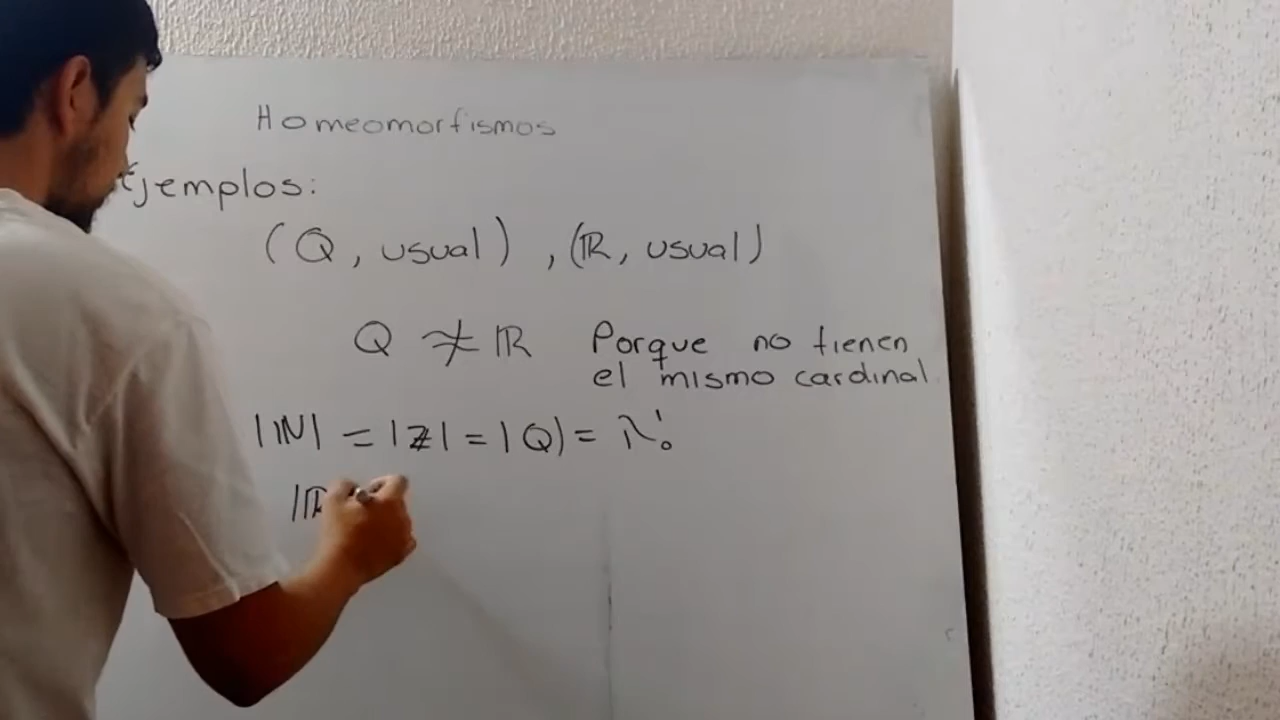 Homeomorfismos
Ejemplos:
(Q, usual), (ℝ, usual)
Q ≄ ℝ Porque no tienen
el mismo cardinal
|ℕ| = |ℤ| = |Q| = ℵ₀
|ℝ